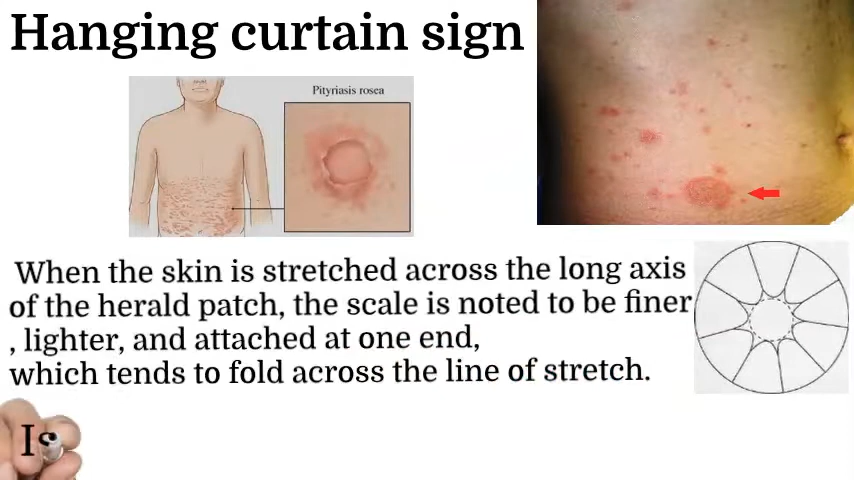 Hanging curtain sign
Pityriasis rosea
When the skin is stretched across the long axis
of the herald patch, the scale is noted to be finer
, lighter, and attached at one end,
which tends to fold across the line of stretch.
Is